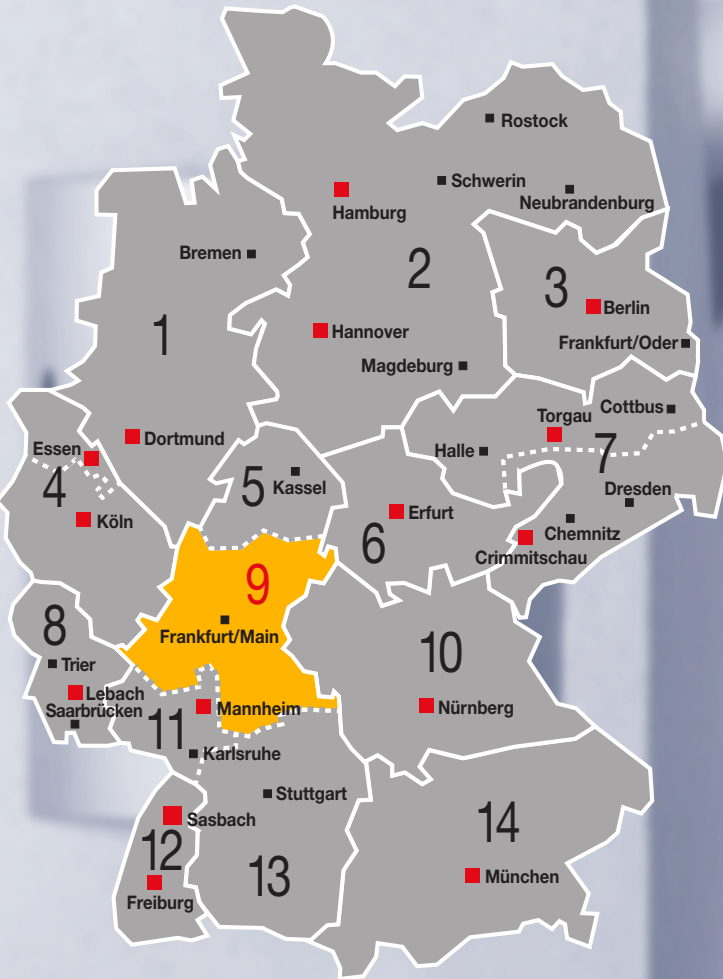 Rostock
Schwerin
Neubrandenburg
Hamburg
Bremen
2
3
Berlin
1
Hannover
Frankfurt/Oder
Magdeburg
Cottbus
Torgau
Dortmund
Essen
Halle
7
5
Kassel
4
Dresden
Köln
Erfurt
6
Chemnitz
Crimmitschau
9
8
Frankfurt/Main
10
Trier
Lebach
Saarbrücken
Mannheim
Nürnberg
11
Karlsruhe
Stuttgart
Sasbach
14
12
13
München
Freiburg